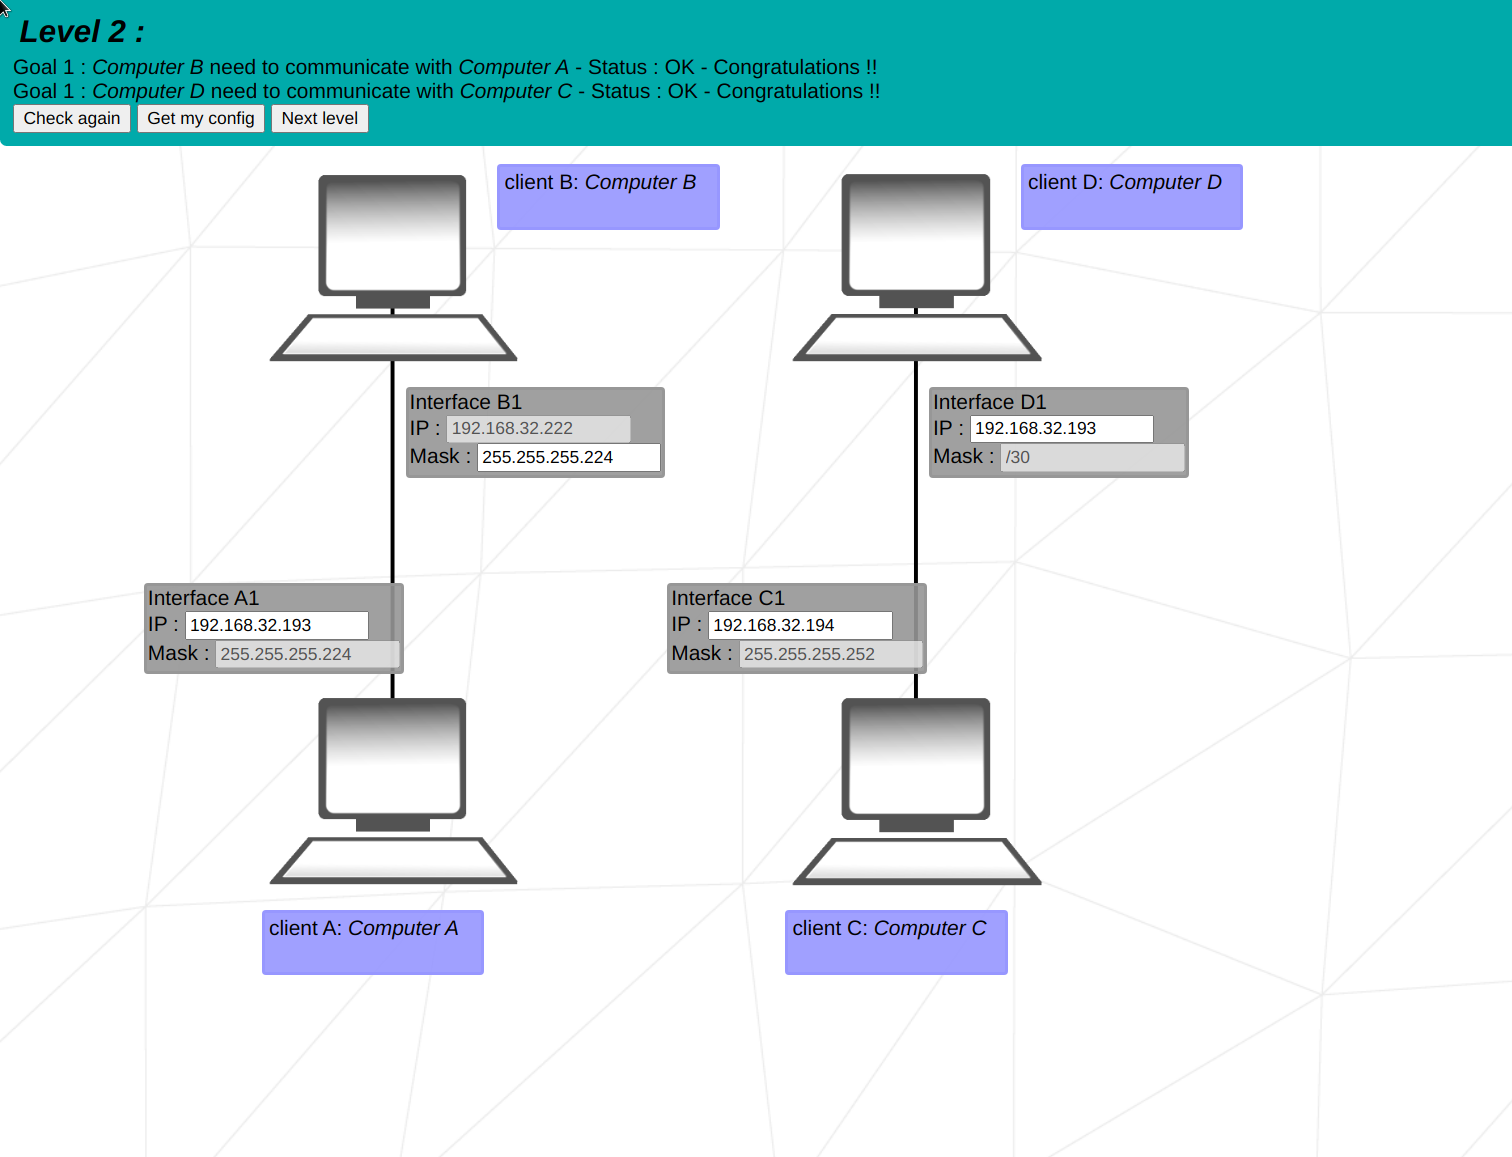 Level 2 :
Goal 1 : Computer B need to communicate with Computer A - Status : OK - Congratulations !!
Goal 1 : Computer D need to communicate with Computer C - Status : OK - Congratulations !!
Check again Get my config Next level
client B: Computer B
client D: Computer D
Interface B1
IP : 192.168.32.222
Mask : 255.255.255.224
Interface D1
IP : 192.168.32.193
Mask : /30
Interface A1
IP : 192.168.32.193
Mask : 255.255.255.224
Interface C1
IP : 192.168.32.194
Mask : 255.255.255.252
client A: Computer A
client C: Computer C